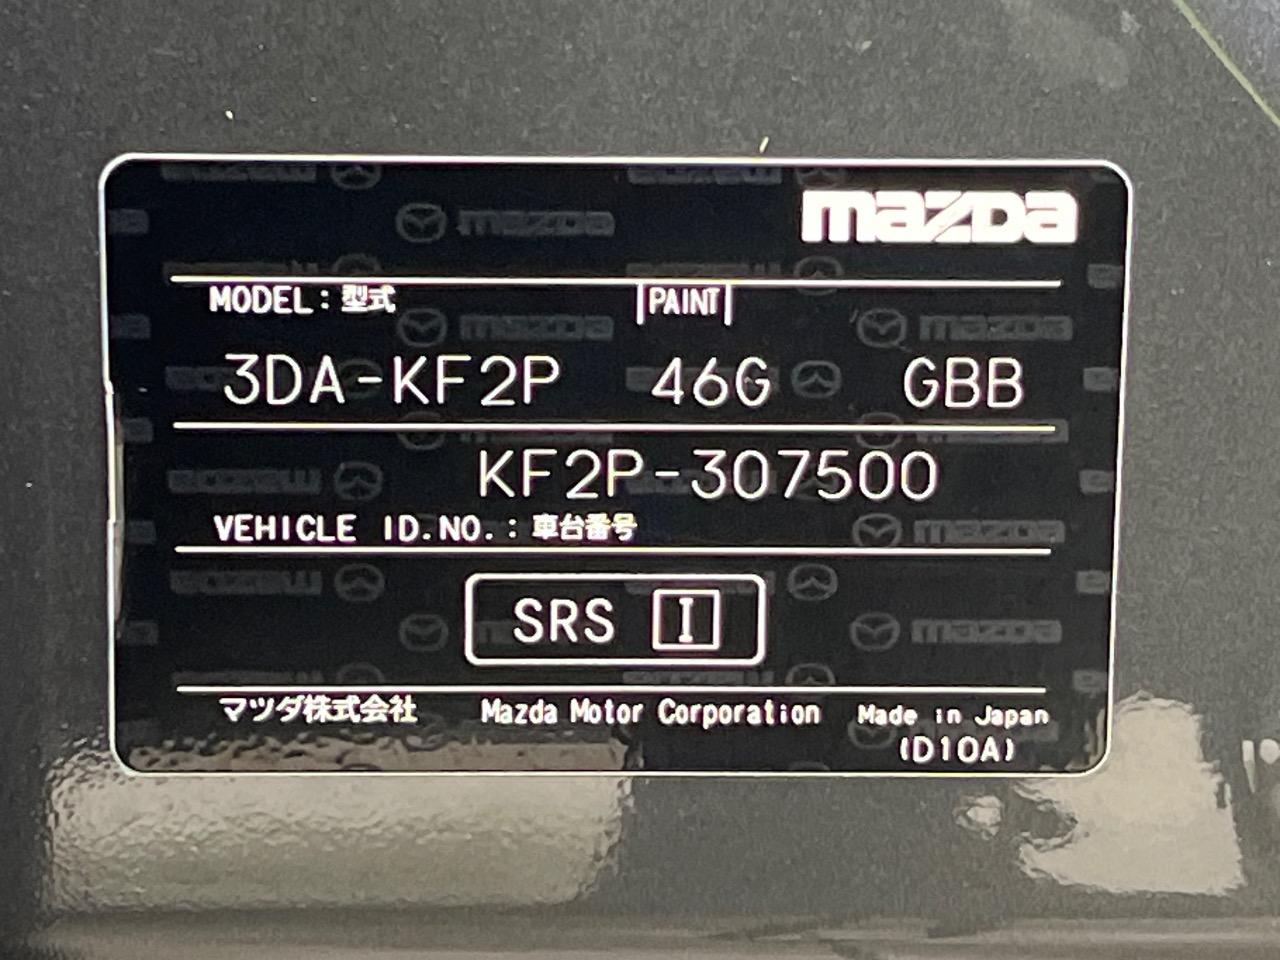 mazda
MODEL：型式 |PAINT|
3DA-KF2P 46G GBB
KF2P-307500
VEHICLE ID.NO.：車台番号
SRS I
マツダ株式会社 Mazda Motor Corporation Made in Japan
(D10A)